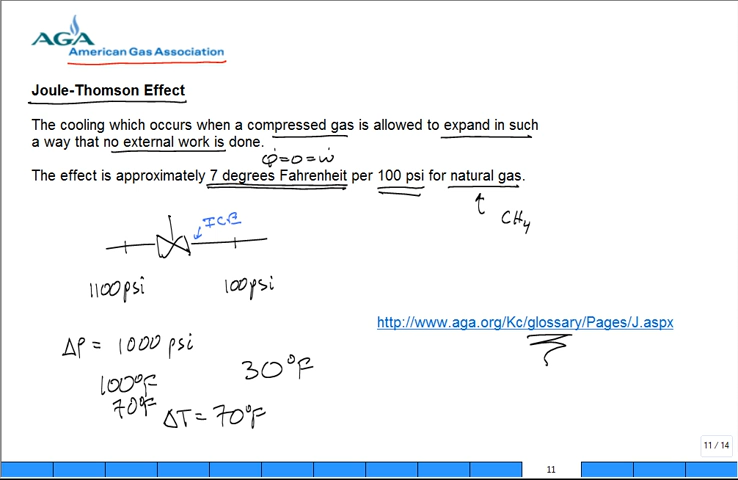 AGA
American Gas Association
Joule-Thomson Effect
The cooling which occurs when a compressed gas is allowed to expand in such
a way that no external work is done.
Q̇=0=ẇ
The effect is approximately 7 degrees Fahrenheit per 100 psi for natural gas.
CH4
ICE
1100psi 100psi
http://www.aga.org/Kc/glossary/Pages/J.aspx
ΔP = 1000 psi
100°F 30°F
70°F ΔT = 70°F
11 / 14
11